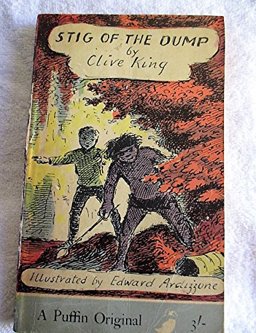 STIG OF THE DUMP
by
Clive King
Illustrated by Edward Ardizzone
A Puffin Original 3/-